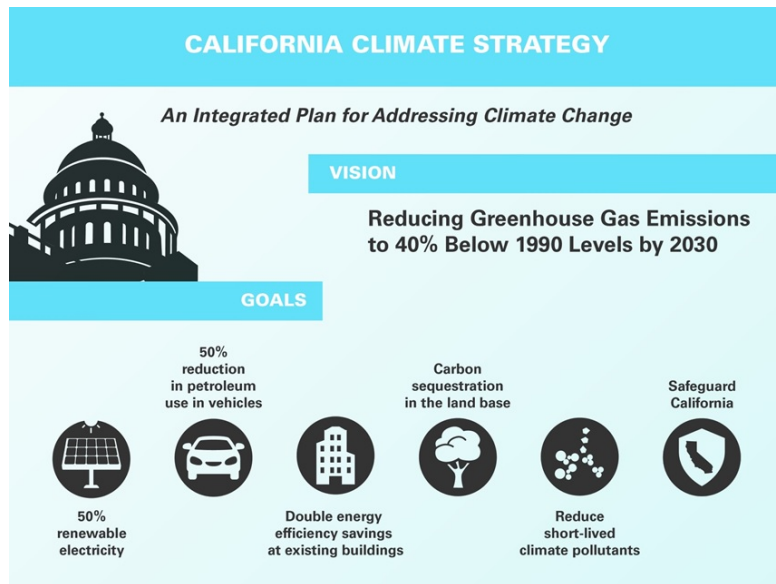 CALIFORNIA CLIMATE STRATEGY
An Integrated Plan for Addressing Climate Change
VISION
Reducing Greenhouse Gas Emissions
to 40% Below 1990 Levels by 2030
GOALS
50%
renewable
electricity
50%
reduction
in petroleum
use in vehicles
Double energy
efficiency savings
at existing buildings
Carbon
sequestration
in the land base
Reduce
short-lived
climate pollutants
Safeguard
California